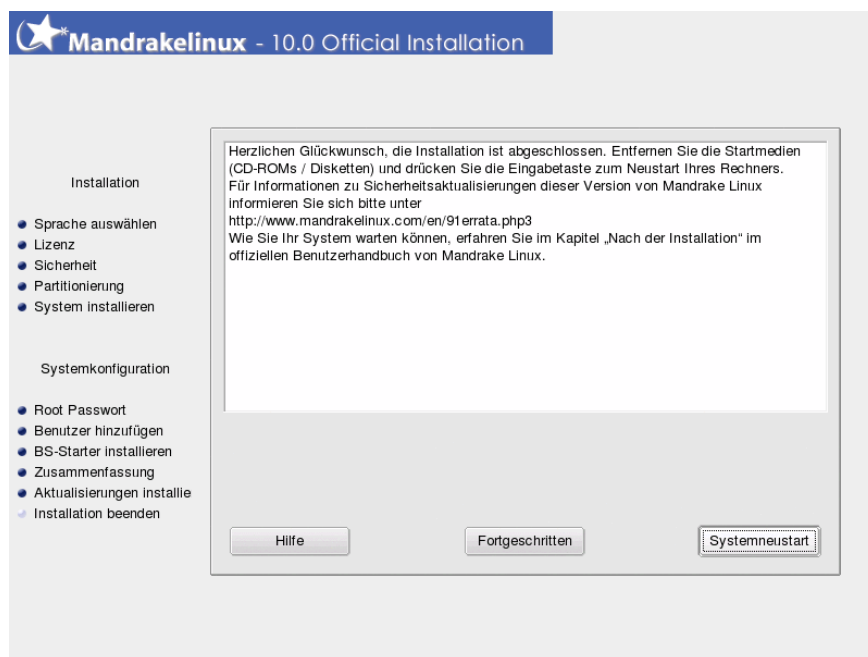 Mandrakelinux - 10.0 Official Installation
Installation
Sprache auswählen
Lizenz
Sicherheit
Partitionierung
System installieren
Systemkonfiguration
Root Passwort
Benutzer hinzufügen
BS-Starter installieren
Zusammenfassung
Aktualisierungen installie
Installation beenden
Herzlichen Glückwunsch, die Installation ist abgeschlossen. Entfernen Sie die Startmedien
(CD-ROMs / Disketten) und drücken Sie die Eingabetaste zum Neustart Ihres Rechners.
Für Informationen zu Sicherheitsaktualisierungen dieser Version von Mandrake Linux
informieren Sie sich bitte unter
http://www.mandrakelinux.com/en/91errata.php3
Wie Sie Ihr System warten können, erfahren Sie im Kapitel „Nach der Installation“ im
offiziellen Benutzerhandbuch von Mandrake Linux.
Hilfe
Fortgeschritten
Systemneustart